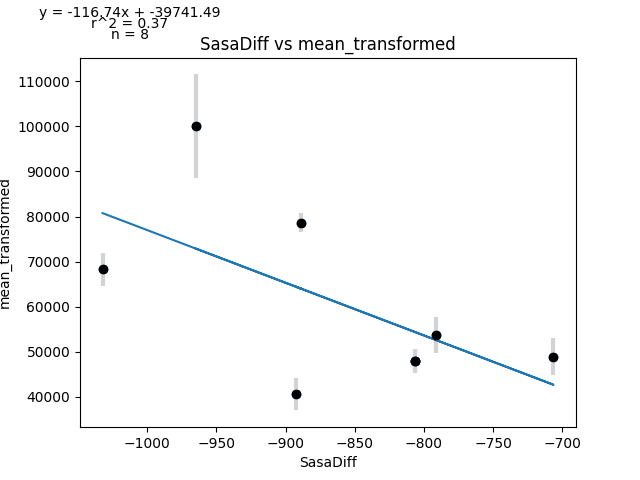 y = -116.74x + -39741.49
r^2 = 0.37
n = 8
SasaDiff vs mean_transformed
110000
100000
90000
80000
70000
60000
50000
40000
mean_transformed
−1000
−950
−900
−850
−800
−750
−700
SasaDiff